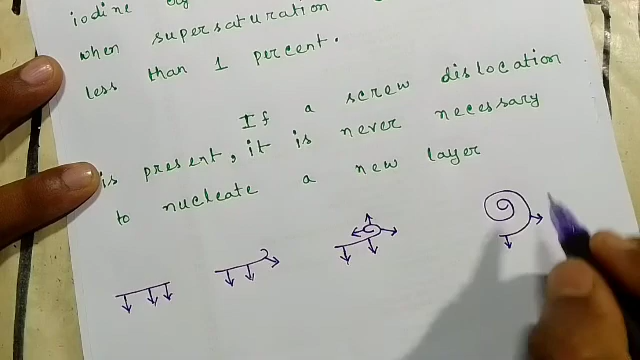 iodine
when supersaturation
less than 1 percent.
If a screw dislocation
is present, it is never necessary
to nucleate a new layer